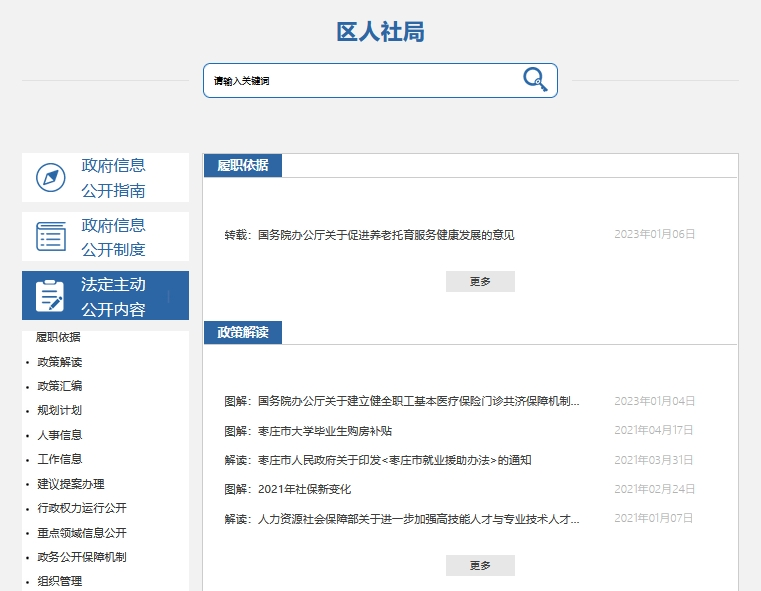 区人社局
请输入关键词
政府信息
公开指南
政府信息
公开制度
法定主动
公开内容
履职依据
政策解读
政策汇编
规划计划
人事信息
工作信息
建议提案办理
行政权力运行公开
重点领域信息公开
政务公开保障机制
组织管理
履职依据
转载：国务院办公厅关于促进养老托育服务健康发展的意见 2023年01月06日
更多
政策解读
图解：国务院办公厅关于建立健全职工基本医疗保险门诊共济保障机制... 2023年01月04日
图解：枣庄市大学毕业生购房补贴 2021年04月17日
解读：枣庄市人民政府关于印发<枣庄市就业援助办法>的通知 2021年03月31日
图解：2021年社保新变化 2021年02月24日
解读：人力资源社会保障部关于进一步加强高技能人才与专业技术人才... 2021年01月07日
更多